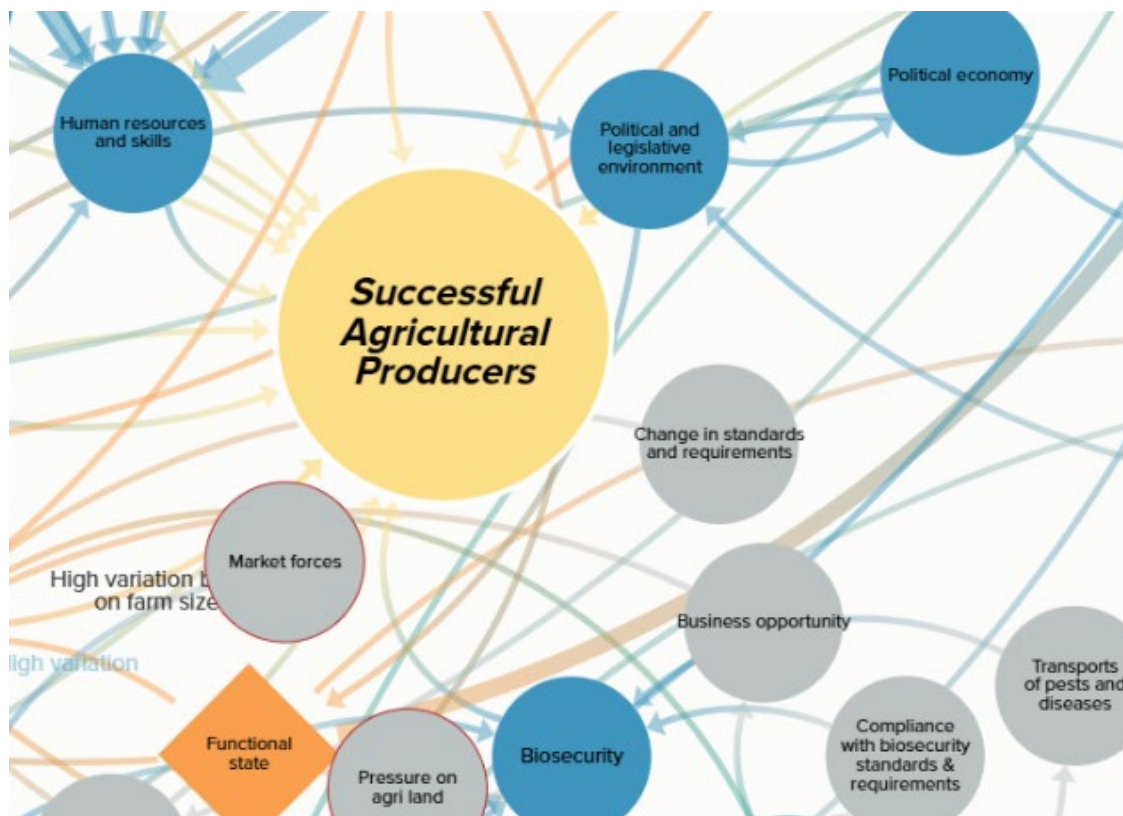 Political economy
Human resources
and skills
Political and
legislative
environment
Successful
Agricultural
Producers
Change in standards
and requirements
Market forces
High variation
on farm size
Business opportunity
High variation
Transports
of pests and
diseases
Functional
state
Biosecurity
Compliance
with biosecurity
standards &
requirements
Pressure on
agri land